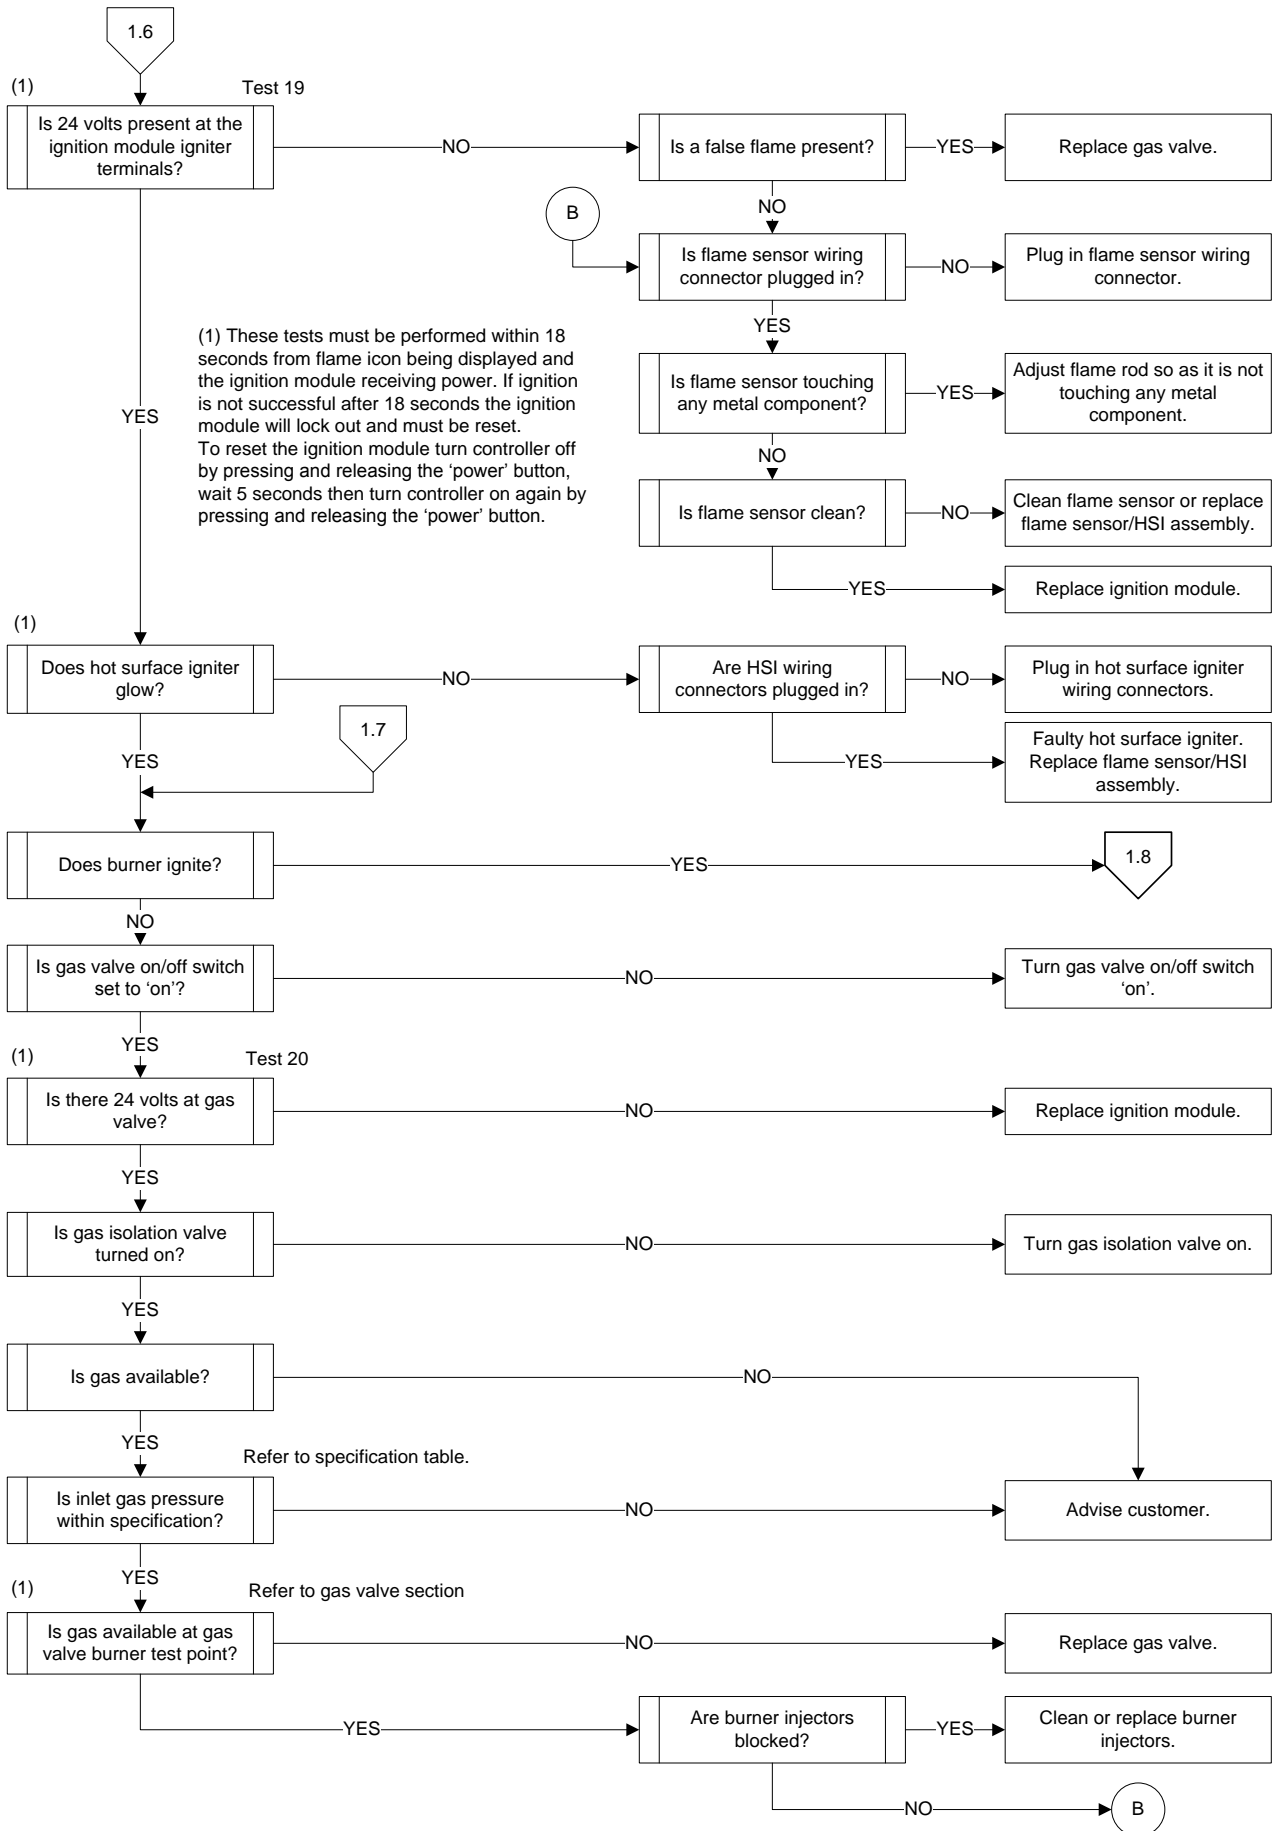 1.6
(1)
Test 19
Is 24 volts present at the
ignition module igniter
terminals?
NO
Is a false flame present?
YES
Replace gas valve.
NO
B
Is flame sensor wiring
connector plugged in?
NO
Plug in flame sensor wiring
connector.
YES
(1) These tests must be performed within 18
seconds from flame icon being displayed and
the ignition module receiving power. If ignition
is not successful after 18 seconds the ignition
module will lock out and must be reset.
To reset the ignition module turn controller off
by pressing and releasing the ‘power’ button,
wait 5 seconds then turn controller on again by
pressing and releasing the ‘power’ button.
YES
Is flame sensor touching
any metal component?
YES
Adjust flame rod so as it is not
touching any metal
component.
NO
Is flame sensor clean?
NO
Clean flame sensor or replace
flame sensor/HSI assembly.
YES
Replace ignition module.
(1)
Does hot surface igniter
glow?
NO
Are HSI wiring
connectors plugged in?
NO
Plug in hot surface igniter
wiring connectors.
YES
1.7
YES
Faulty hot surface igniter.
Replace flame sensor/HSI
assembly.
Does burner ignite?
YES
1.8
NO
Is gas valve on/off switch
set to ‘on’?
NO
Turn gas valve on/off switch
‘on’.
YES
(1)
Test 20
Is there 24 volts at gas
valve?
NO
Replace ignition module.
YES
Is gas isolation valve
turned on?
NO
Turn gas isolation valve on.
YES
Is gas available?
NO
YES
Refer to specification table.
Is inlet gas pressure
within specification?
NO
Advise customer.
YES
(1)
Refer to gas valve section
Is gas available at gas
valve burner test point?
NO
Replace gas valve.
YES
Are burner injectors
blocked?
YES
Clean or replace burner
injectors.
NO
B